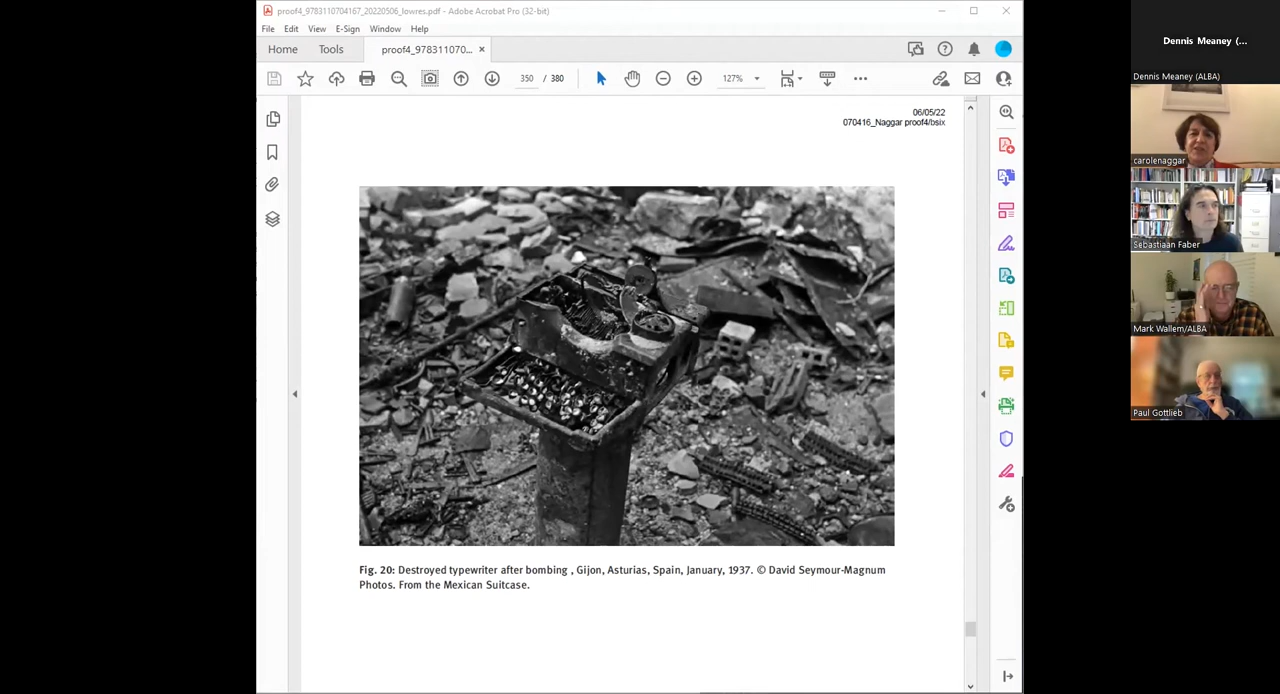 proof4_9783110704167_20220506_lowres.pdf - Adobe Acrobat Pro (32-bit)
File Edit View E-Sign Window Help
Home Tools proof4_978311070... ×
350 / 380 127%
06/05/22
070416_Naggar proof4/bsix
Fig. 20: Destroyed typewriter after bombing , Gijon, Asturias, Spain, January, 1937. © David Seymour-Magnum
Photos. From the Mexican Suitcase.
Dennis Meaney (...
Dennis Meaney (ALBA)
carolenaggar
Sebastiaan Faber
Mark Wallem/ALBA
Paul Gottlieb